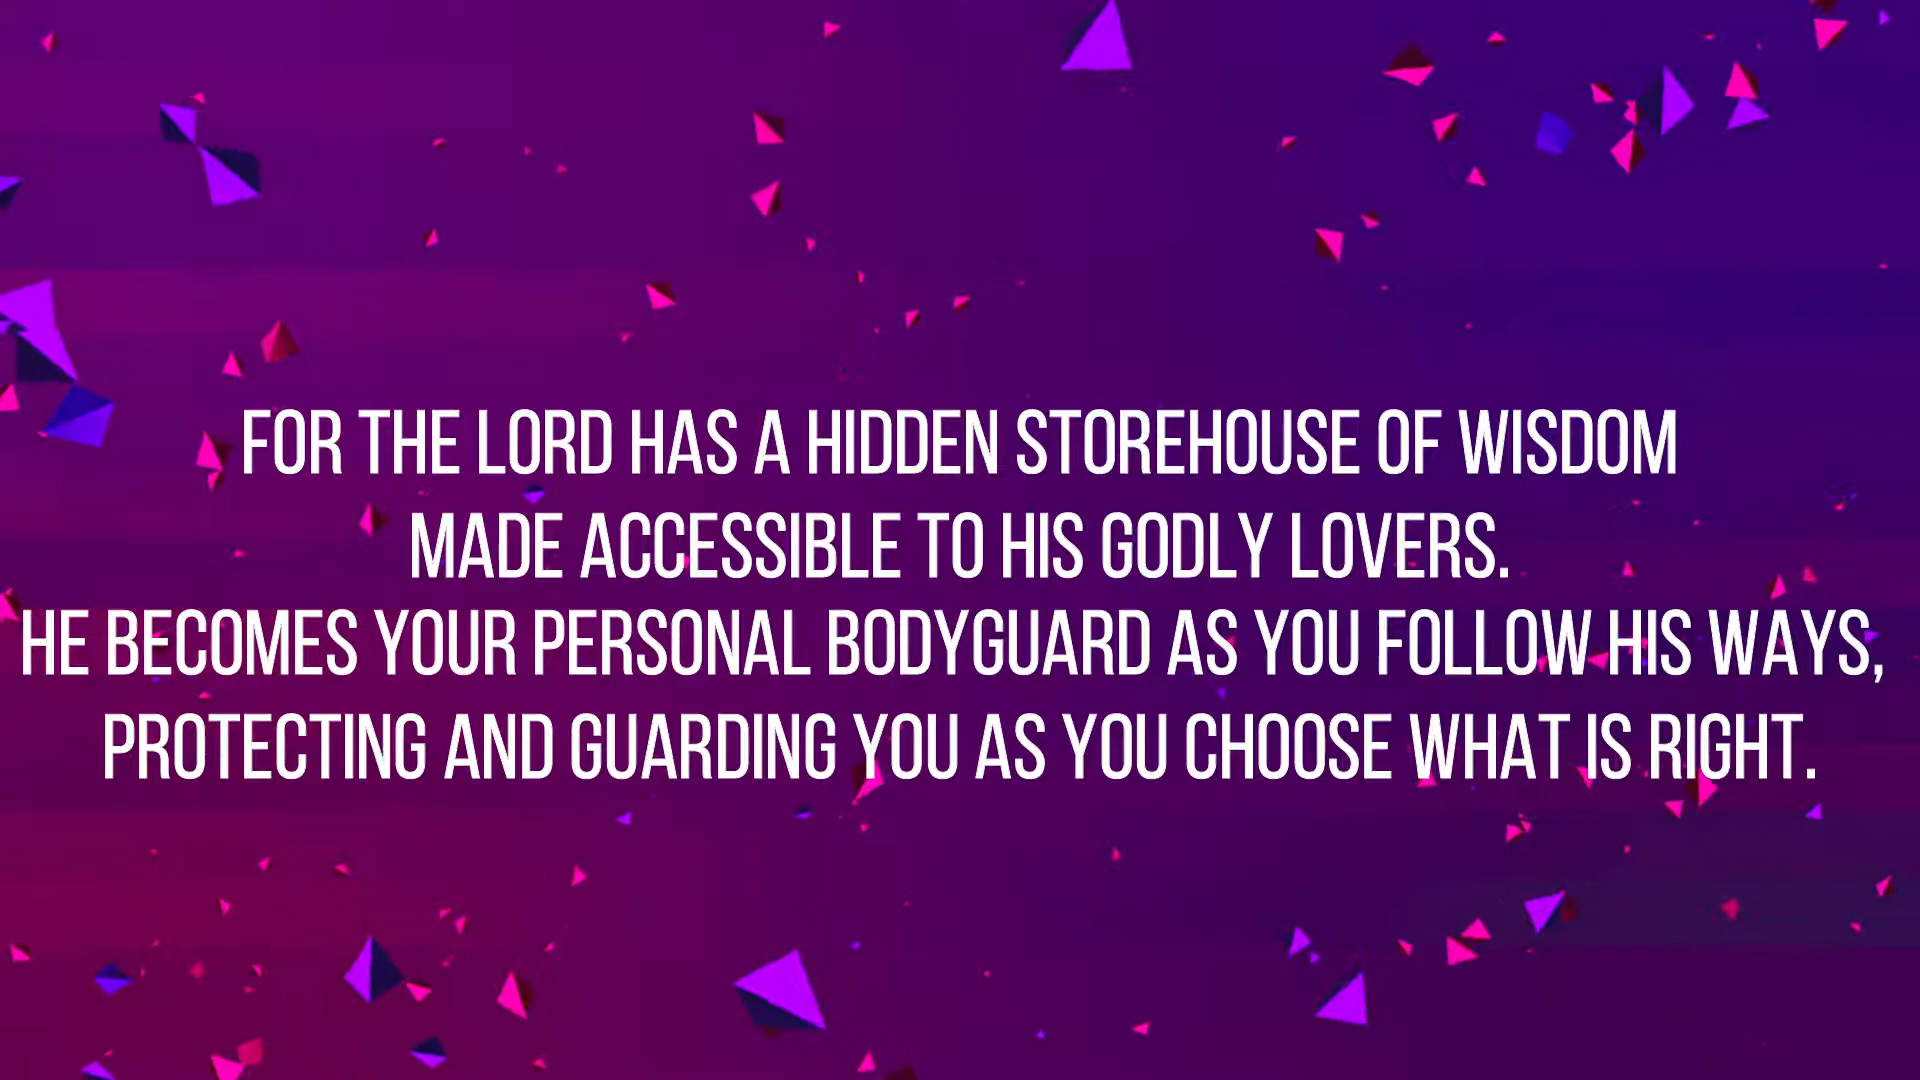 FOR THE LORD HAS A HIDDEN STOREHOUSE OF WISDOM
MADE ACCESSIBLE TO HIS GODLY LOVERS.
HE BECOMES YOUR PERSONAL BODYGUARD AS YOU FOLLOW HIS WAYS,
PROTECTING AND GUARDING YOU AS YOU CHOOSE WHAT IS RIGHT.